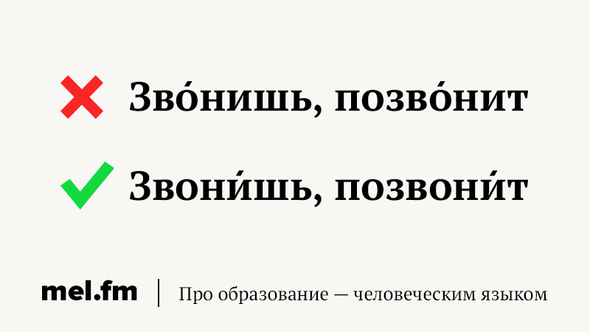 Зво́нишь, позво́нит
Звони́шь, позвони́т
mel.fm | Про образование — человеческим языком